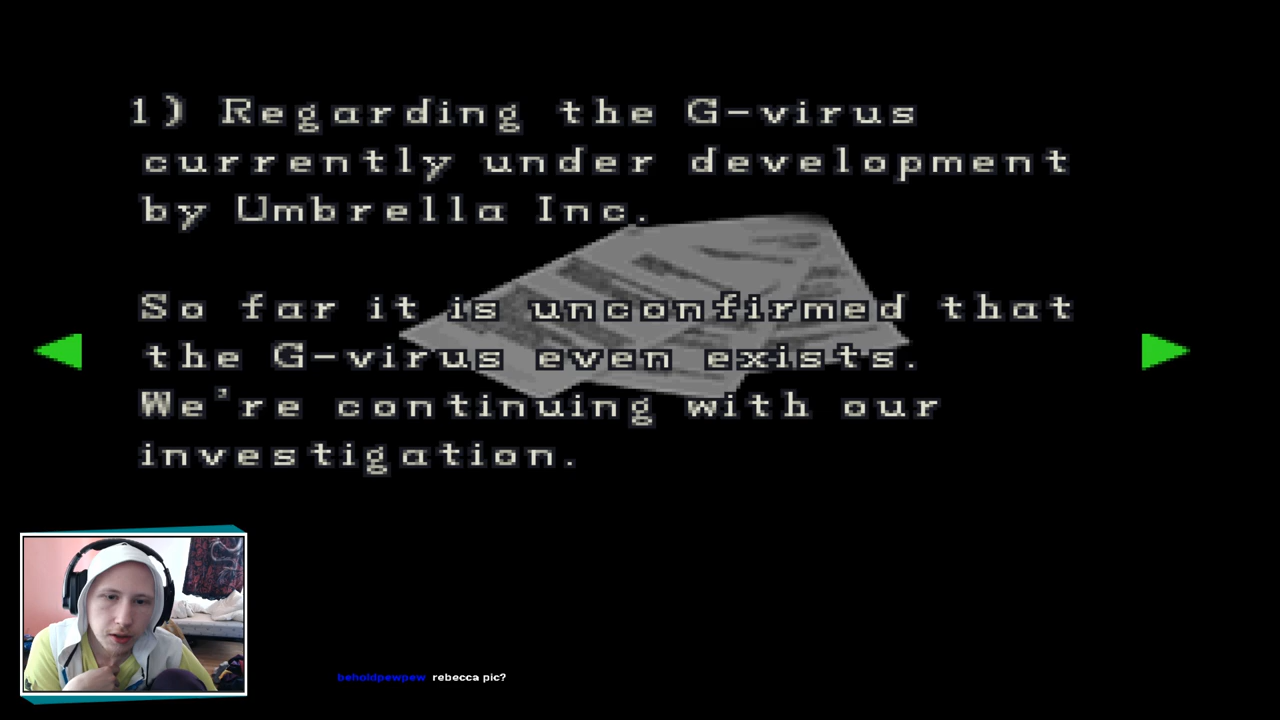 1) Regarding the G-virus
currently under development
by Umbrella Inc.
So far it is unconfirmed that
the G-virus even exists.
We're continuing with our
investigation.
beholdpewpew rebecca pic?